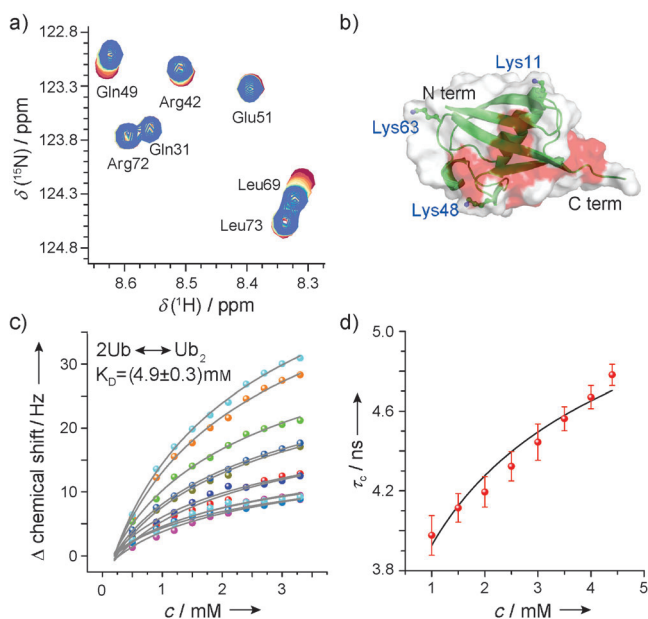 a)
122.8
123.3
123.8
124.3
124.8
δ (¹⁵N) / ppm
Gln49
Arg42
Glu51
Arg72
Gln31
Leu69
Leu73
8.6
8.5
8.4
8.3
δ(¹H) / ppm
b)
Lys11
N term
Lys63
Lys48
C term
c)
2Ub ⟷ Ub₂
K_D=(4.9±0.3)mM
30
20
10
0
Δ chemical shift / Hz ⟶
0
1
2
3
c / mM ⟶
d)
5.0
4.6
4.2
3.8
τc / ns ⟶
1
2
3
4
5
c / mM ⟶